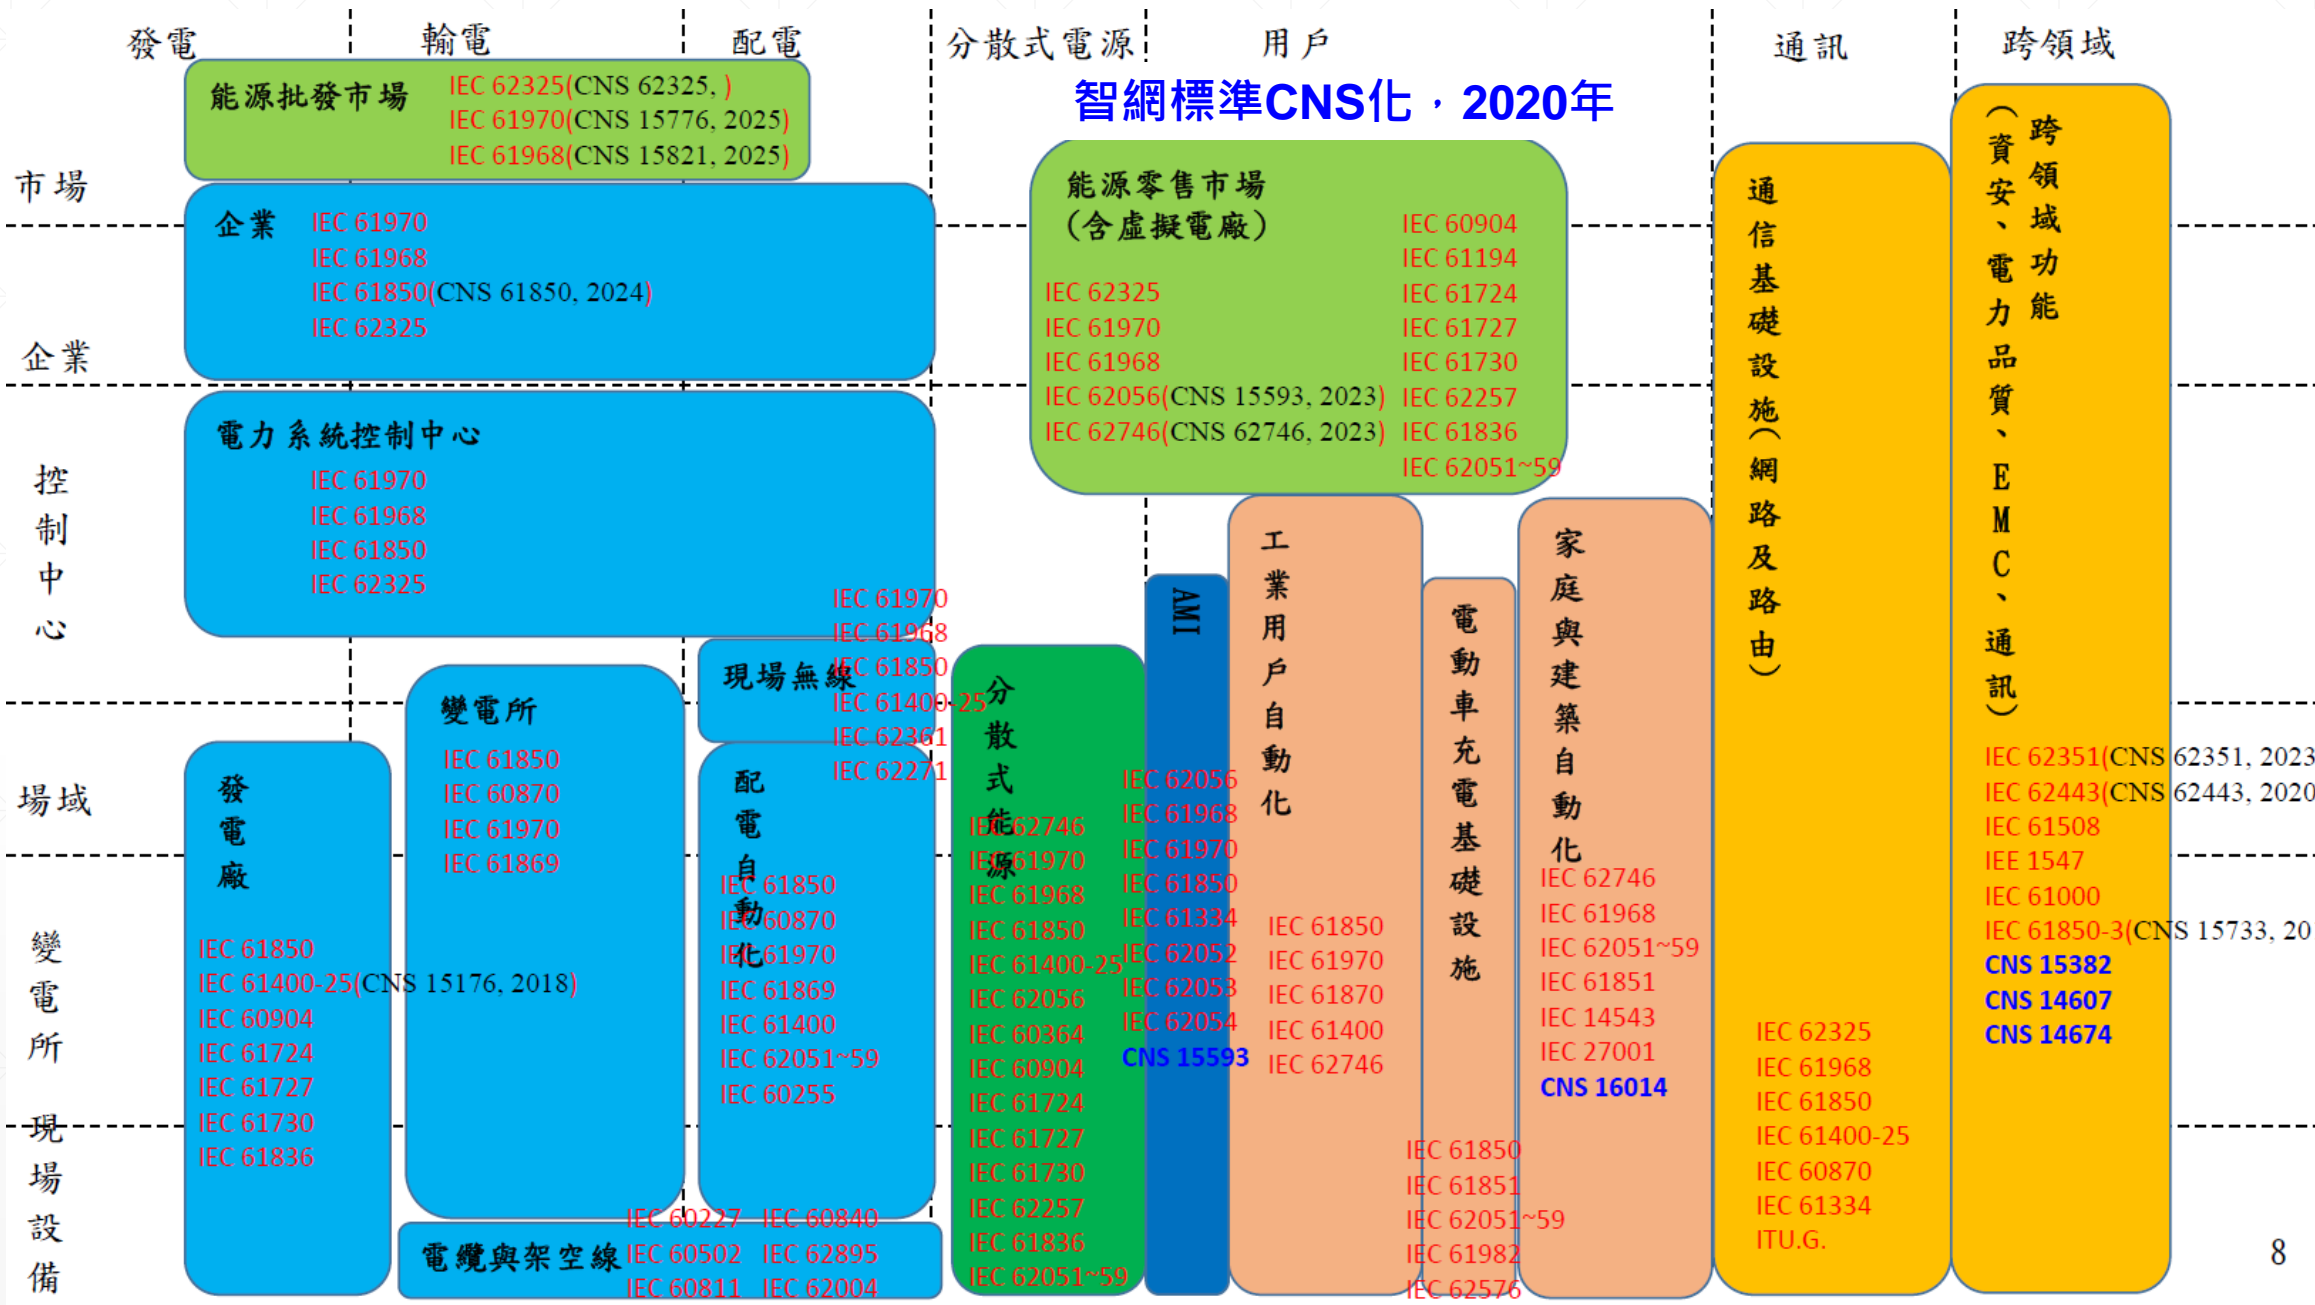 發電
輸電
配電
分散式電源
用戶
通訊
跨領域
智網標準CNS化，2020年
市場
企業
控制中心
場域
變電所
現場設備
能源批發市場
IEC 62325(CNS 62325, )
IEC 61970(CNS 15776, 2025)
IEC 61968(CNS 15821, 2025)
企業
IEC 61970
IEC 61968
IEC 61850(CNS 61850, 2024)
IEC 62325
電力系統控制中心
IEC 61970
IEC 61968
IEC 61850
IEC 62325
現場無線
IEC 61970
IEC 61968
IEC 61850
IEC 61400-25
IEC 62361
IEC 62271
發電廠
IEC 61850
IEC 61400-25(CNS 15176, 2018)
IEC 60904
IEC 61724
IEC 61727
IEC 61730
IEC 61836
變電所
IEC 61850
IEC 60870
IEC 61970
IEC 61869
配電自動化
IEC 61850
IEC 60870
IEC 61970
IEC 61869
IEC 61400
IEC 62051~59
IEC 60255
電纜與架空線
IEC 60227
IEC 60502
IEC 60811
IEC 60840
IEC 62895
IEC 62004
分散式能源
IEC 62746
IEC 61970
IEC 61968
IEC 61850
IEC 61400-25
IEC 62056
IEC 60364
IEC 60904
IEC 61724
IEC 61727
IEC 61730
IEC 62257
IEC 61836
IEC 62051~59
能源零售市場
(含虛擬電廠)
IEC 62325
IEC 61970
IEC 61968
IEC 62056(CNS 15593, 2023)
IEC 62746(CNS 62746, 2023)
IEC 60904
IEC 61194
IEC 61724
IEC 61727
IEC 61730
IEC 62257
IEC 61836
IEC 62051~59
AMI
IEC 62056
IEC 61968
IEC 61970
IEC 61850
IEC 61334
IEC 62052
IEC 62053
IEC 62054
CNS 15593
工業用戶自動化
IEC 61850
IEC 61970
IEC 61870
IEC 61400
IEC 62746
電動車充電基礎設施
IEC 61850
IEC 61851
IEC 62051~59
IEC 61982
IEC 62576
家庭與建築自動化
IEC 62746
IEC 61968
IEC 62051~59
IEC 61851
IEC 14543
IEC 27001
CNS 16014
通信基礎設施(網路及路由)
IEC 62325
IEC 61968
IEC 61850
IEC 61400-25
IEC 60870
IEC 61334
ITU.G.
跨領域功能
(資安、電力品質、EMC、通訊)
IEC 62351(CNS 62351, 2023
IEC 62443(CNS 62443, 2020
IEC 61508
IEE 1547
IEC 61000
IEC 61850-3(CNS 15733, 20
CNS 15382
CNS 14607
CNS 14674
8